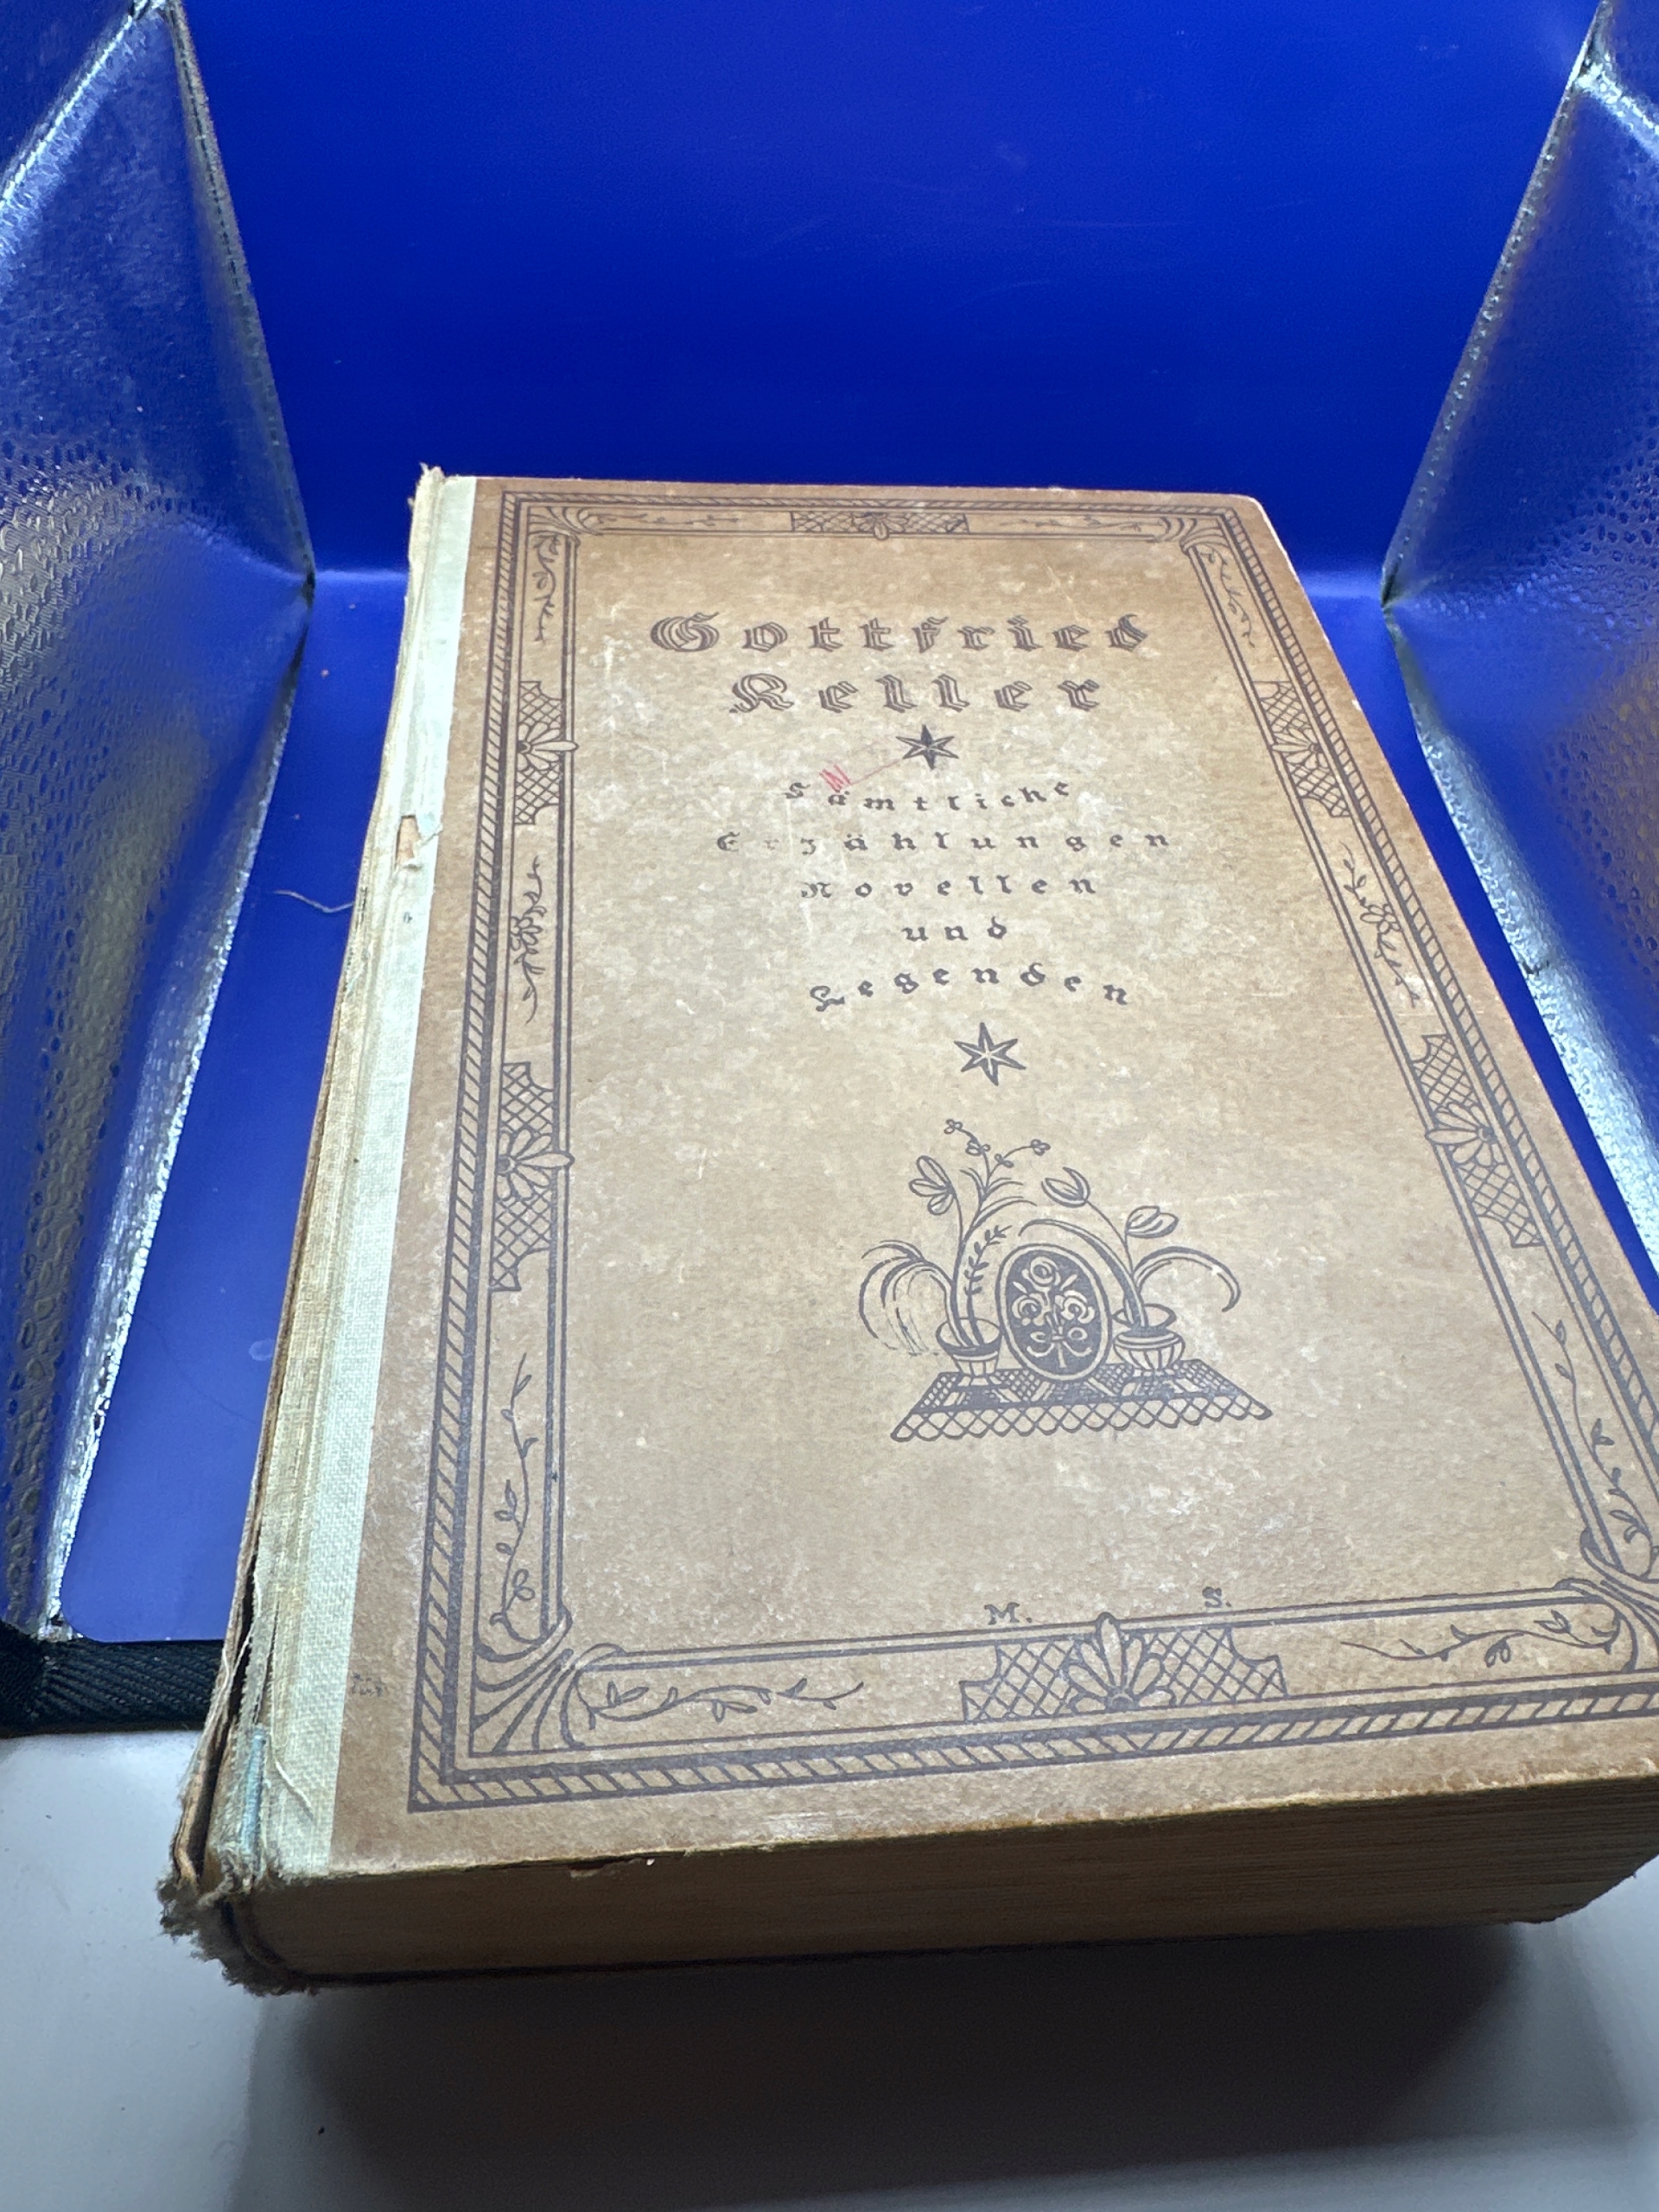 Gottfried
Keller
Sämtliche
Erzählungen
Novellen
und
Legenden
M. S.